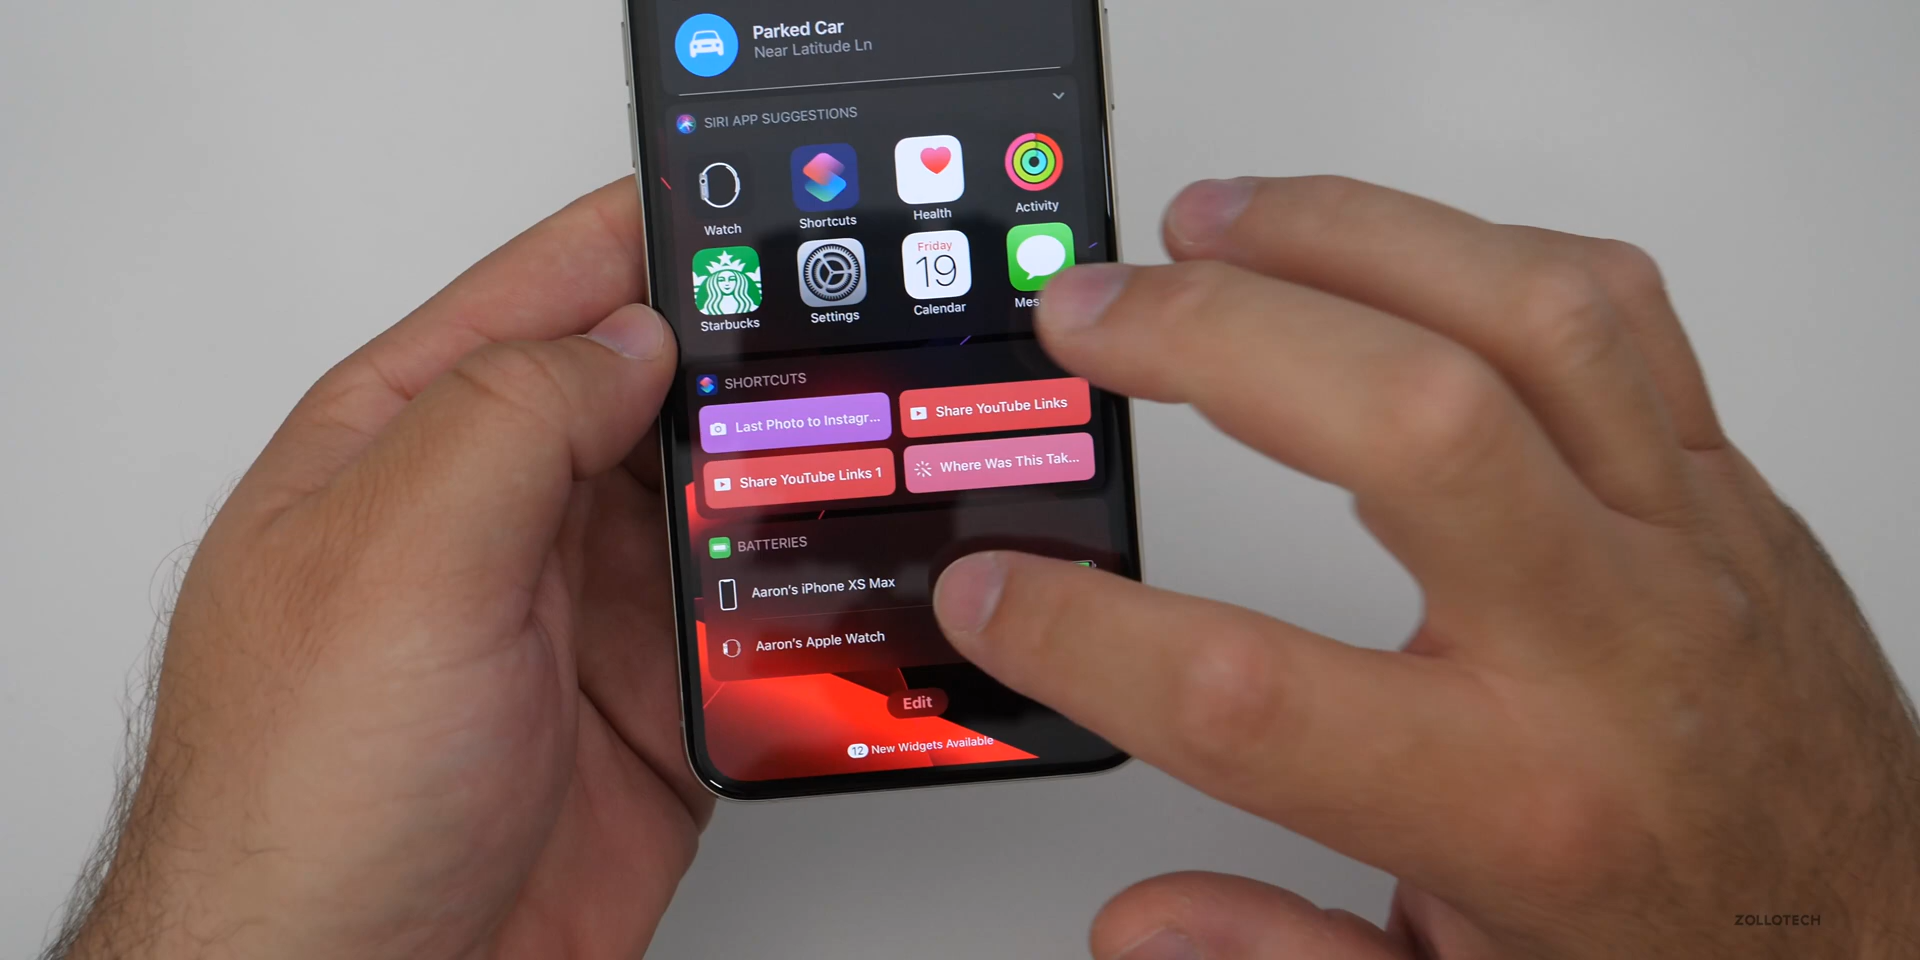 Parked Car
Near Latitude Ln
SIRI APP SUGGESTIONS
Watch
Shortcuts
Health
Activity
Starbucks
Settings
Friday
19
Calendar
Mes
SHORTCUTS
Last Photo to Instagr...
Share YouTube Links
Share YouTube Links 1
Where Was This Tak...
BATTERIES
Aaron's iPhone XS Max
Aaron's Apple Watch
Edit
12 New Widgets Available
ZOLLOTECH